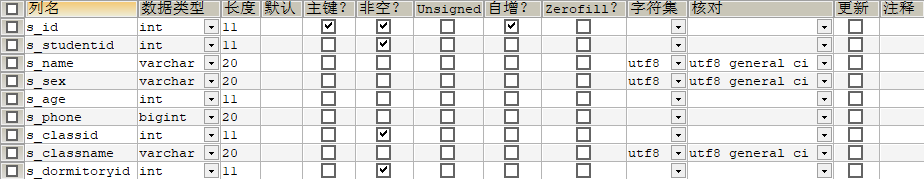 列名 数据类型 长度 默认 主键? 非空? Unsigned 自增? Zerofill? 字符集 核对 更新 注释
s_id int 11
s_studentid int 11
s_name varchar 20 utf8 utf8_general_ci
s_sex varchar 20 utf8 utf8_general_ci
s_age int 11
s_phone bigint 20
s_classid int 11
s_classname varchar 20 utf8 utf8_general_ci
s_dormitoryid int 11